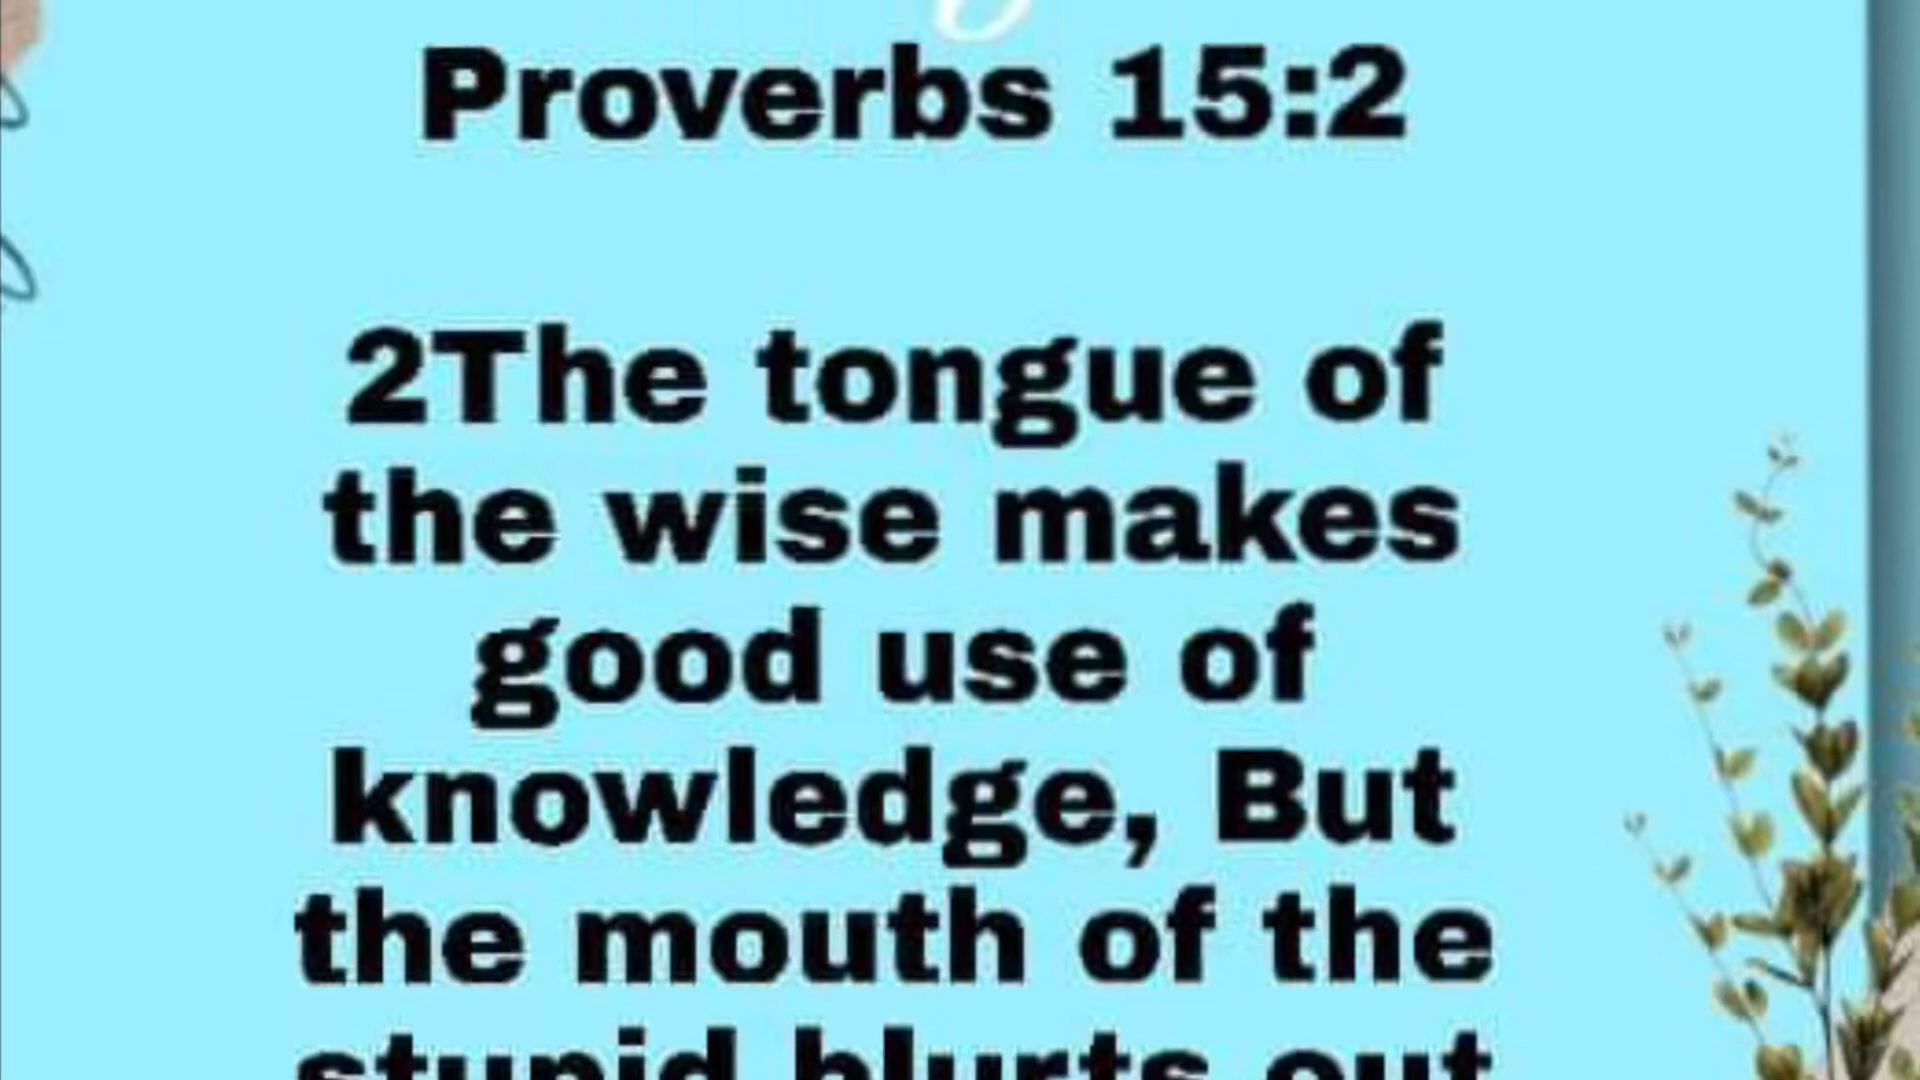 Proverbs 15:2
2The tongue of
the wise makes
good use of
knowledge, But
the mouth of the
stupid blurts out